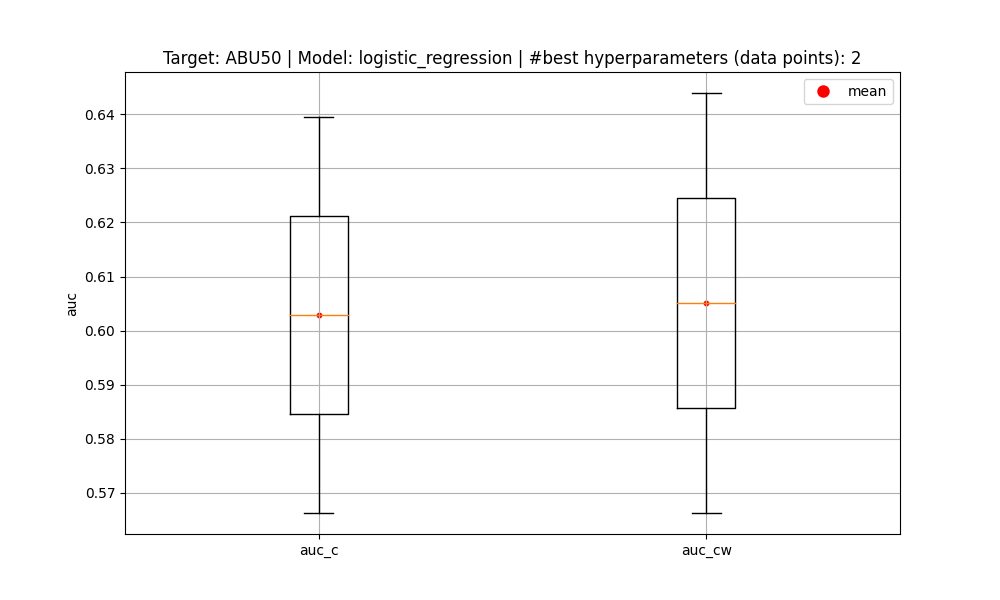 Target: ABU50 | Model: logistic_regression | #best hyperparameters (data points): 2
mean
0.64
0.63
0.62
0.61
0.60
0.59
0.58
0.57
auc
auc_c
auc_cw